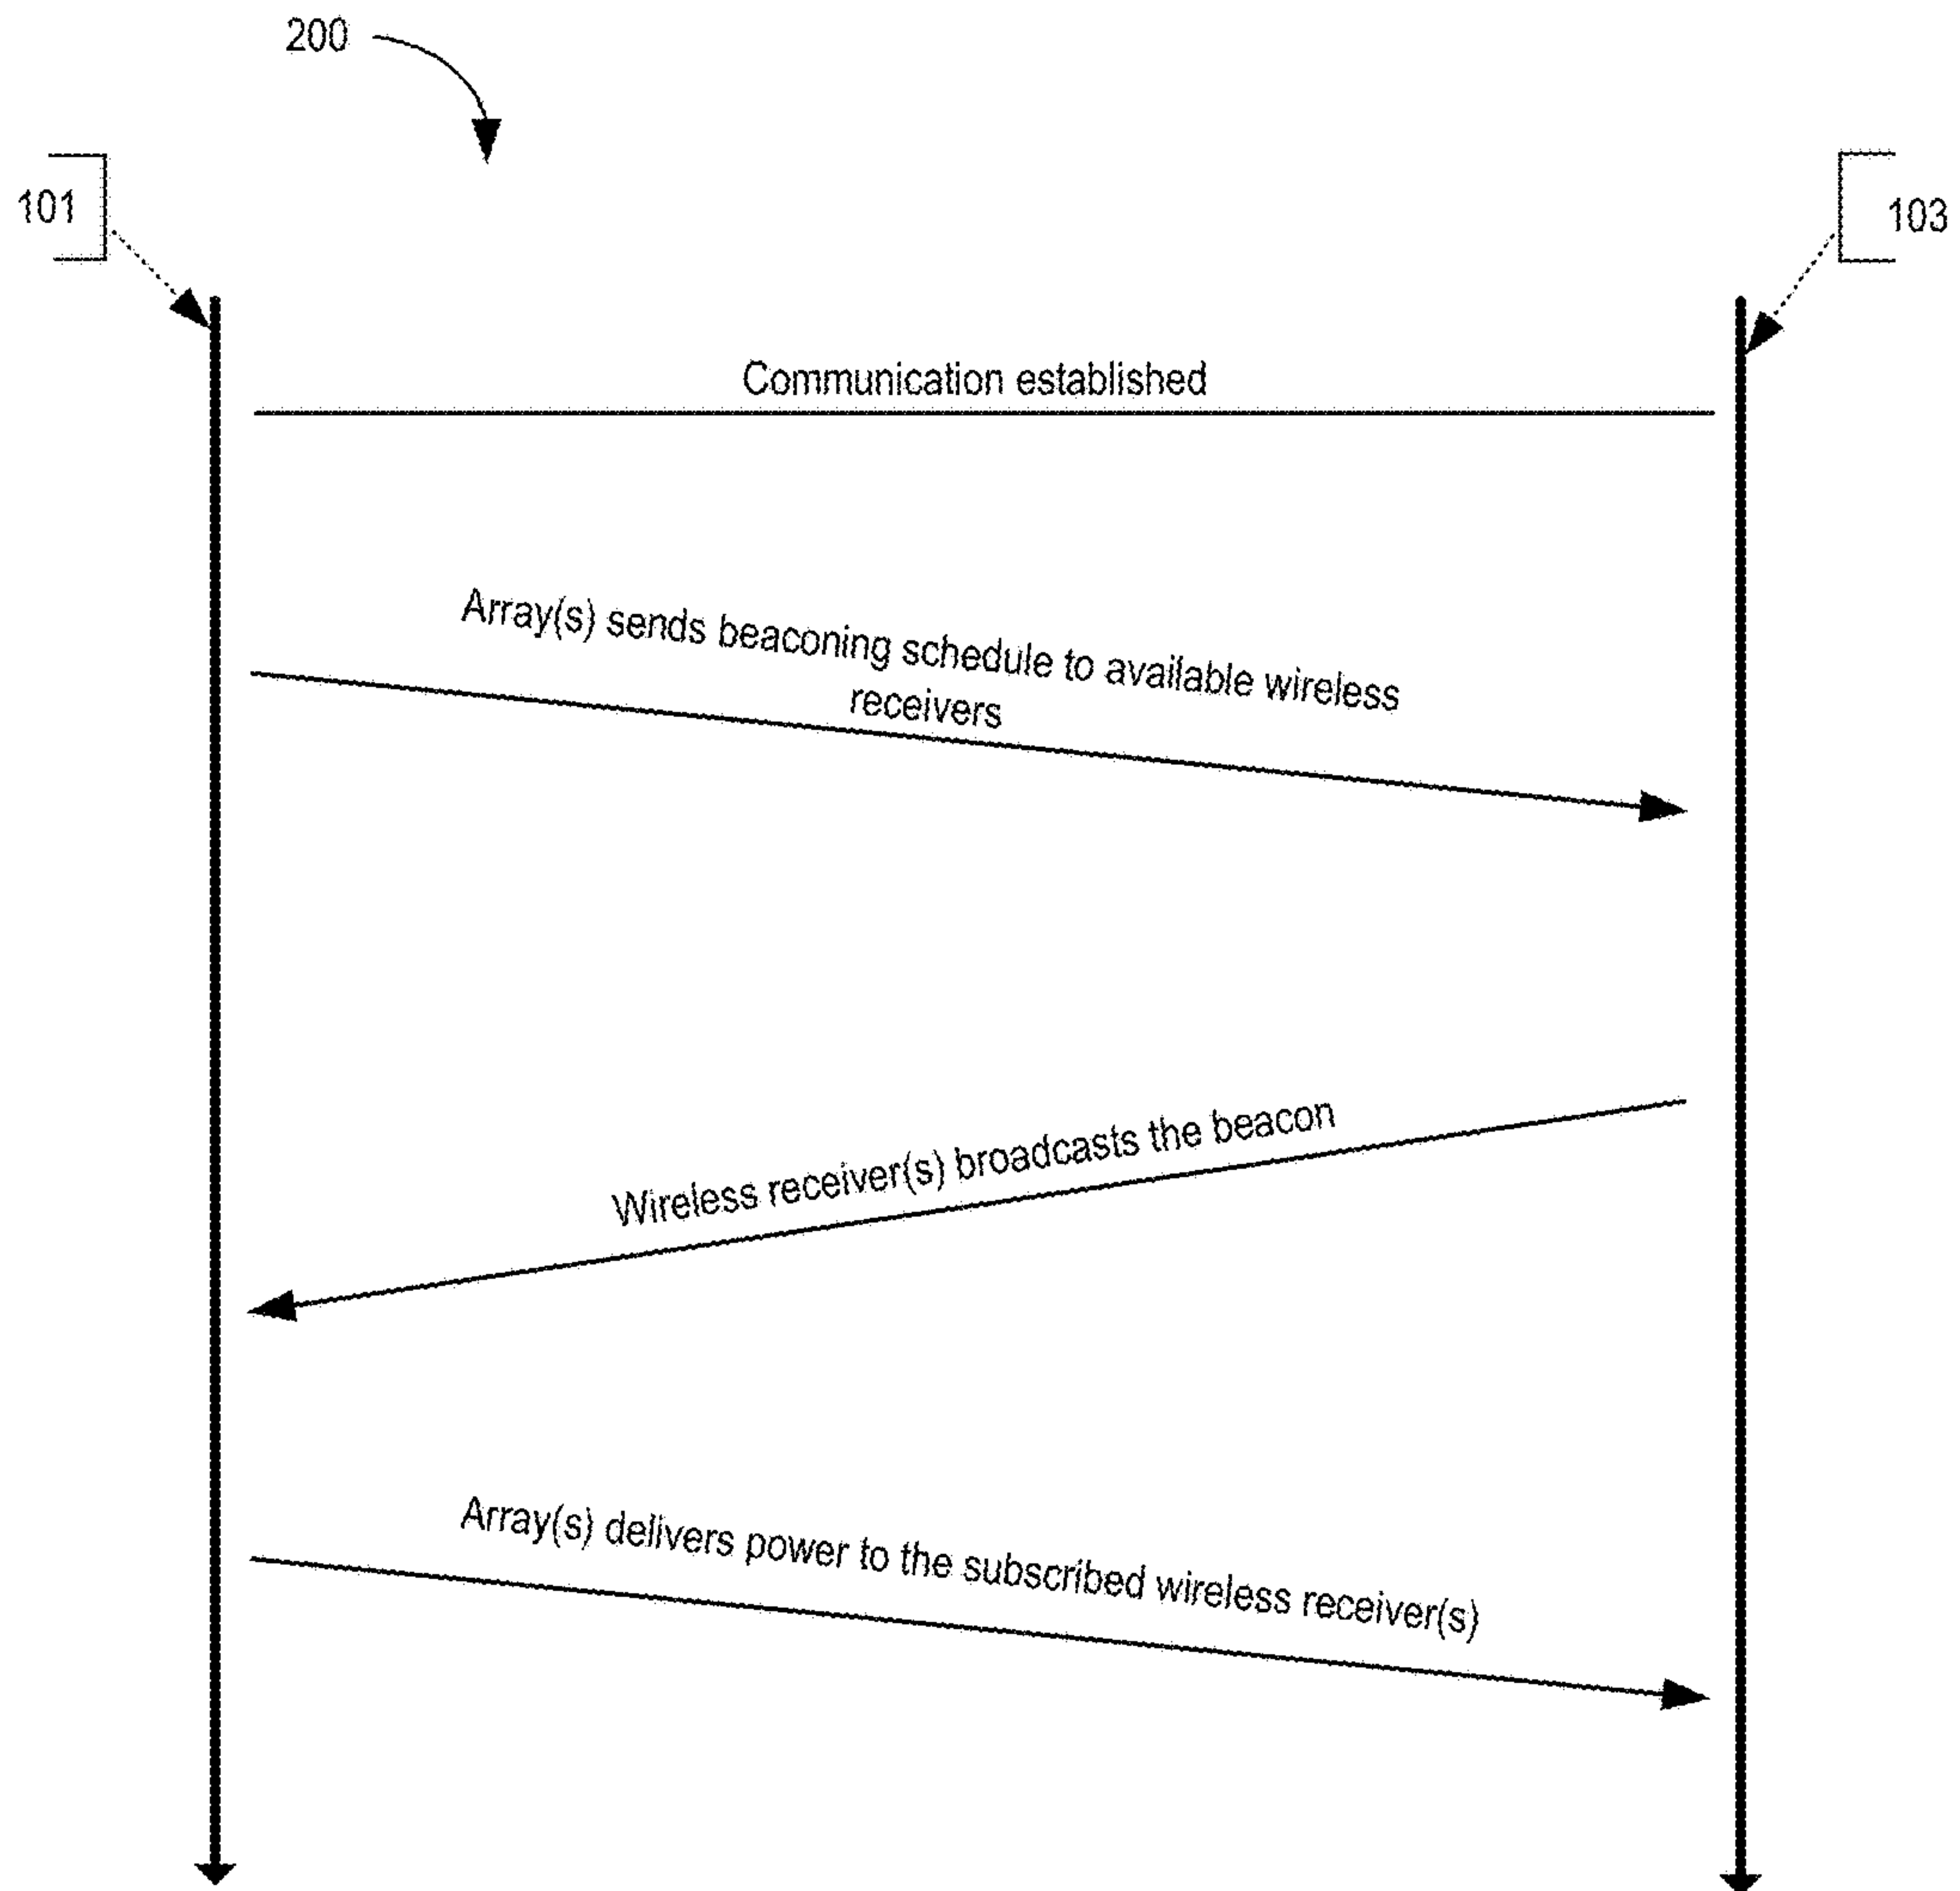 200
101
103
Communication established
Array(s) sends beaconing schedule to available wireless
receivers
Wireless receiver(s) broadcasts the beacon
Array(s) delivers power to the subscribed wireless receiver(s)